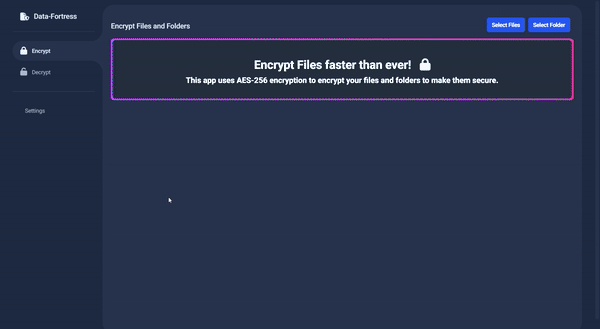 Data-Fortress
Encrypt
Decrypt
Settings
Encrypt Files and Folders
Select Files
Select Folder
Encrypt Files faster than ever!
This app uses AES-256 encryption to encrypt your files and folders to make them secure.